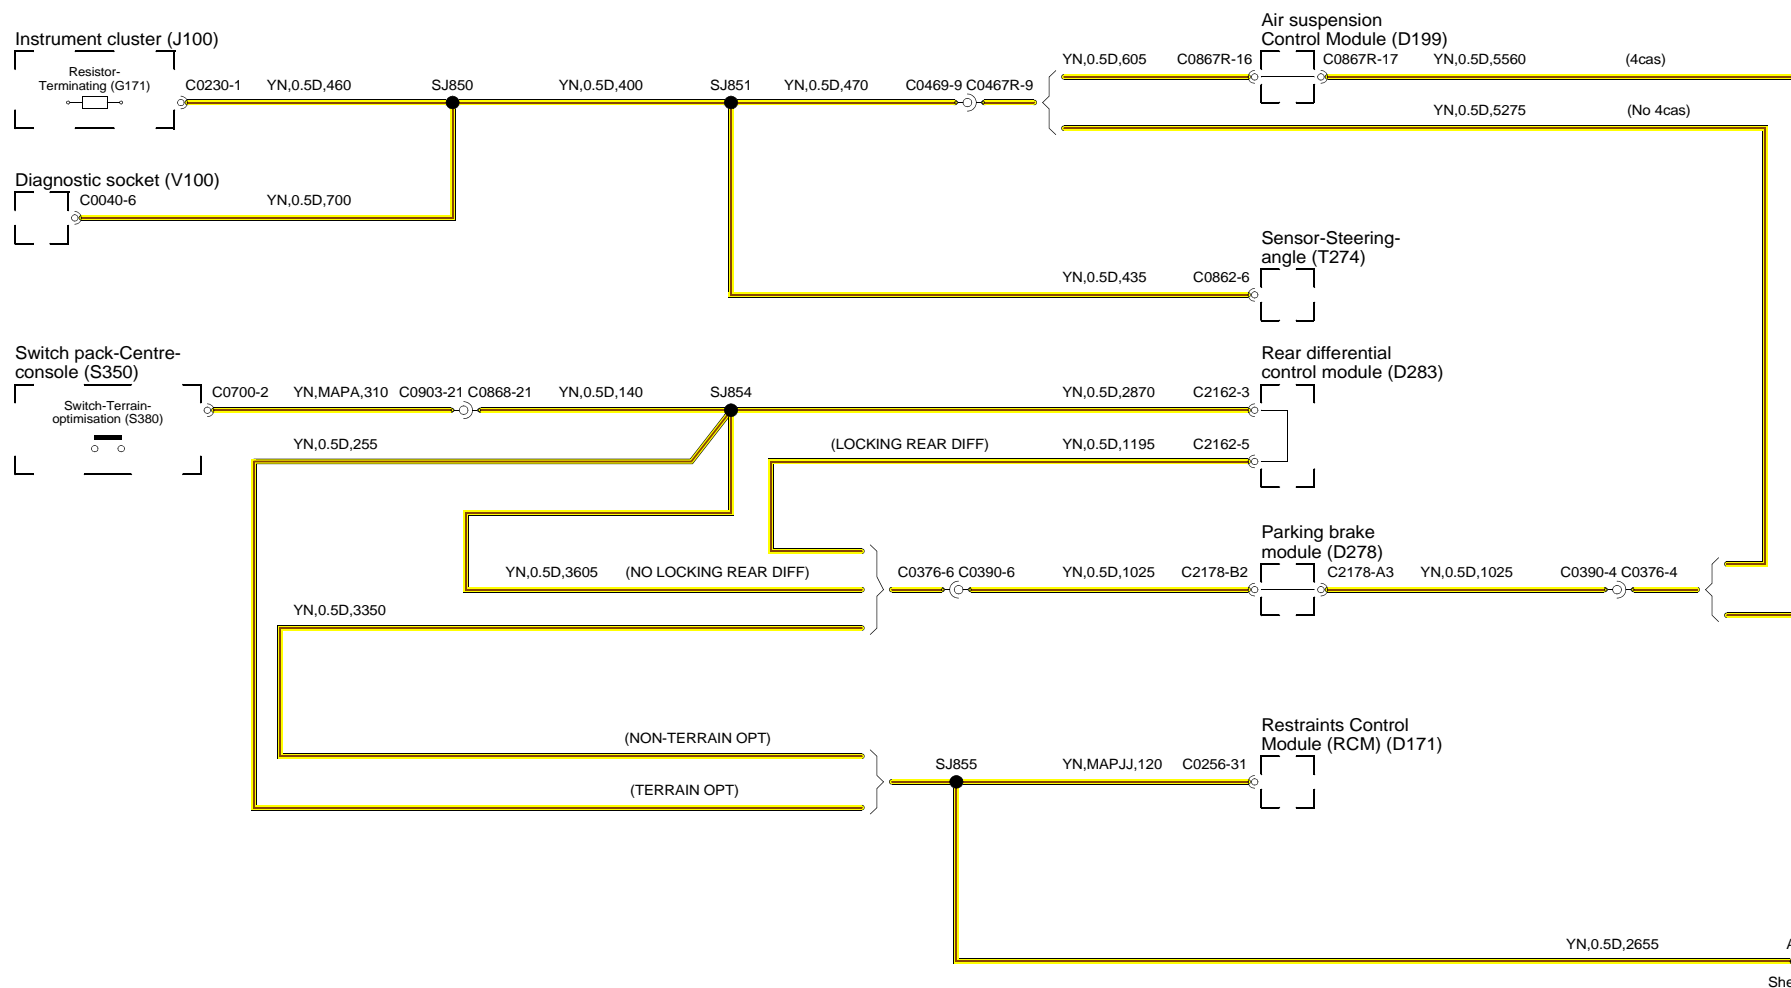 Air suspension
Control Module (D199)
Instrument cluster (J100)
Resistor-
Terminating (G171)
C0230-1
YN,0.5D,460
SJ850
YN,0.5D,400
SJ851
YN,0.5D,470
C0469-9 C0467R-9
YN,0.5D,605
C0867R-16
C0867R-17
YN,0.5D,5560
(4cas)
YN,0.5D,5275
(No 4cas)
Diagnostic socket (V100)
C0040-6
YN,0.5D,700
Sensor-Steering-
angle (T274)
YN,0.5D,435
C0862-6
Switch pack-Centre-
console (S350)
Switch-Terrain-
optimisation (S380)
C0700-2
YN,MAPA,310
C0903-21 C0868-21
YN,0.5D,140
SJ854
Rear differential
control module (D283)
YN,0.5D,2870
C2162-3
YN,0.5D,255
(LOCKING REAR DIFF)
YN,0.5D,1195
C2162-5
Parking brake
module (D278)
YN,0.5D,3605
(NO LOCKING REAR DIFF)
C0376-6 C0390-6
YN,0.5D,1025
C2178-B2
C2178-A3
YN,0.5D,1025
C0390-4 C0376-4
YN,0.5D,3350
Restraints Control
Module (RCM) (D171)
(NON-TERRAIN OPT)
SJ855
YN,MAPJJ,120
C0256-31
(TERRAIN OPT)
YN,0.5D,2655